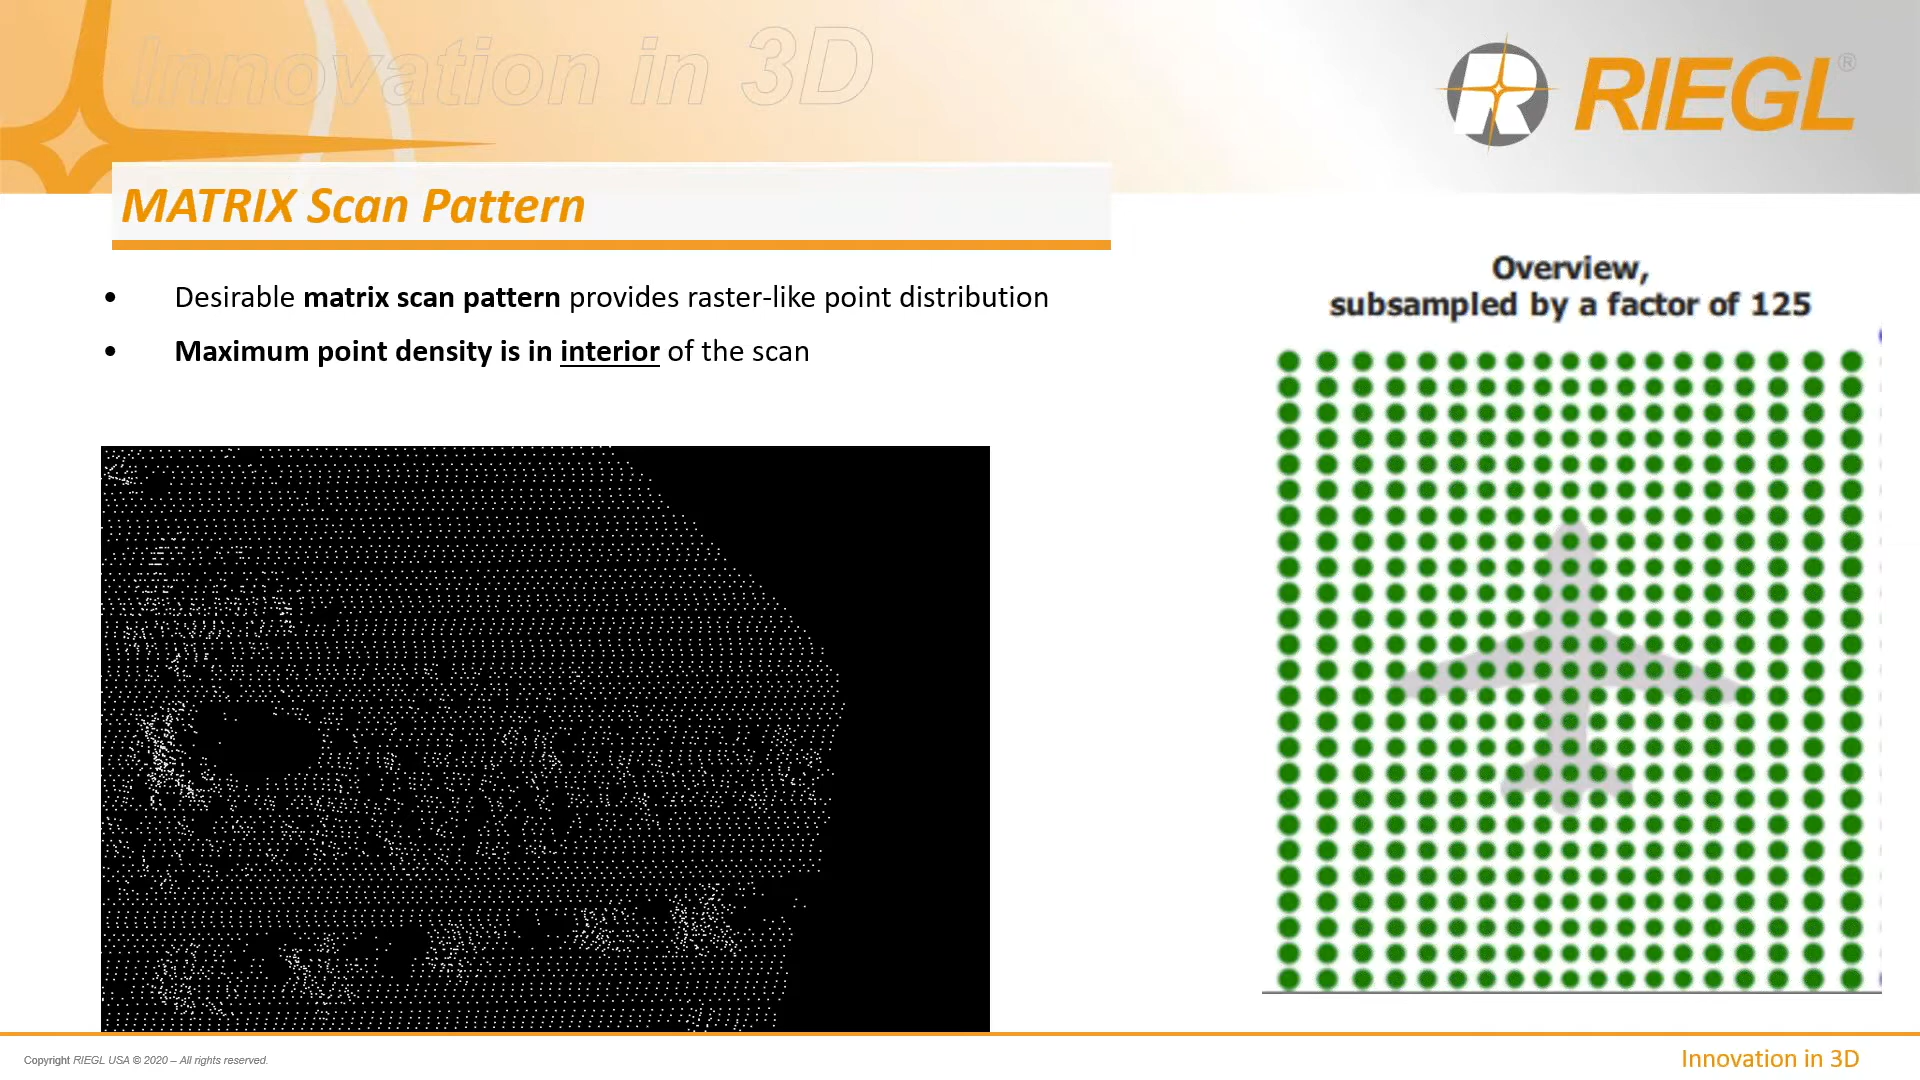 Innovation in 3D
RIEGL®
MATRIX Scan Pattern
• Desirable matrix scan pattern provides raster-like point distribution
• Maximum point density is in interior of the scan
Overview,
subsampled by a factor of 125
Copyright RIEGL USA © 2020 – All rights reserved.
Innovation in 3D